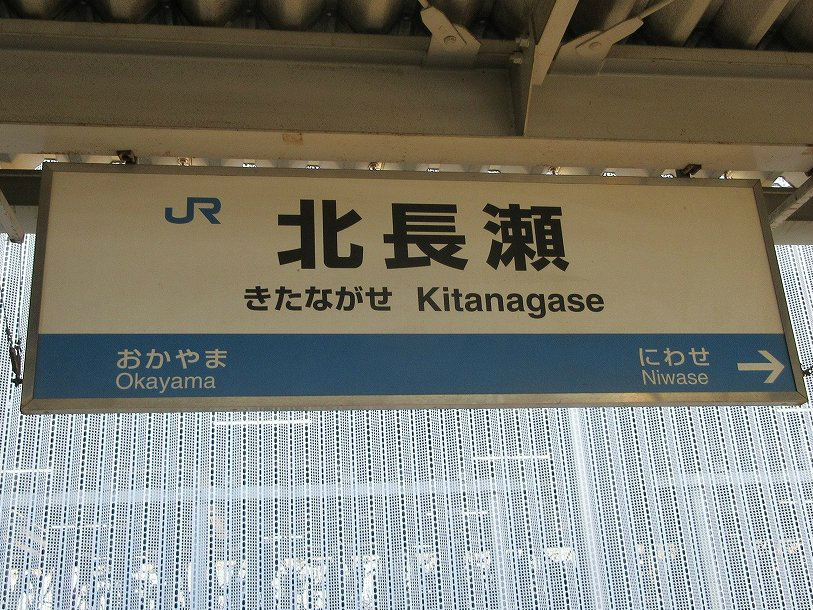 JR 北長瀬
きたながせ Kitanagase
おかやま にわせ →
Okayama Niwase